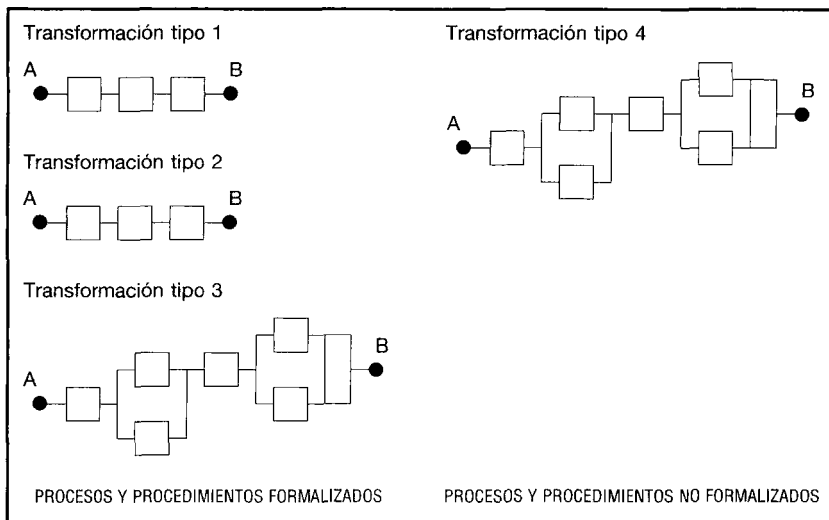 Transformación tipo 1
A
B
Transformación tipo 2
A
B
Transformación tipo 3
A
B
PROCESOS Y PROCEDIMIENTOS FORMALIZADOS
Transformación tipo 4
A
B
PROCESOS Y PROCEDIMIENTOS NO FORMALIZADOS